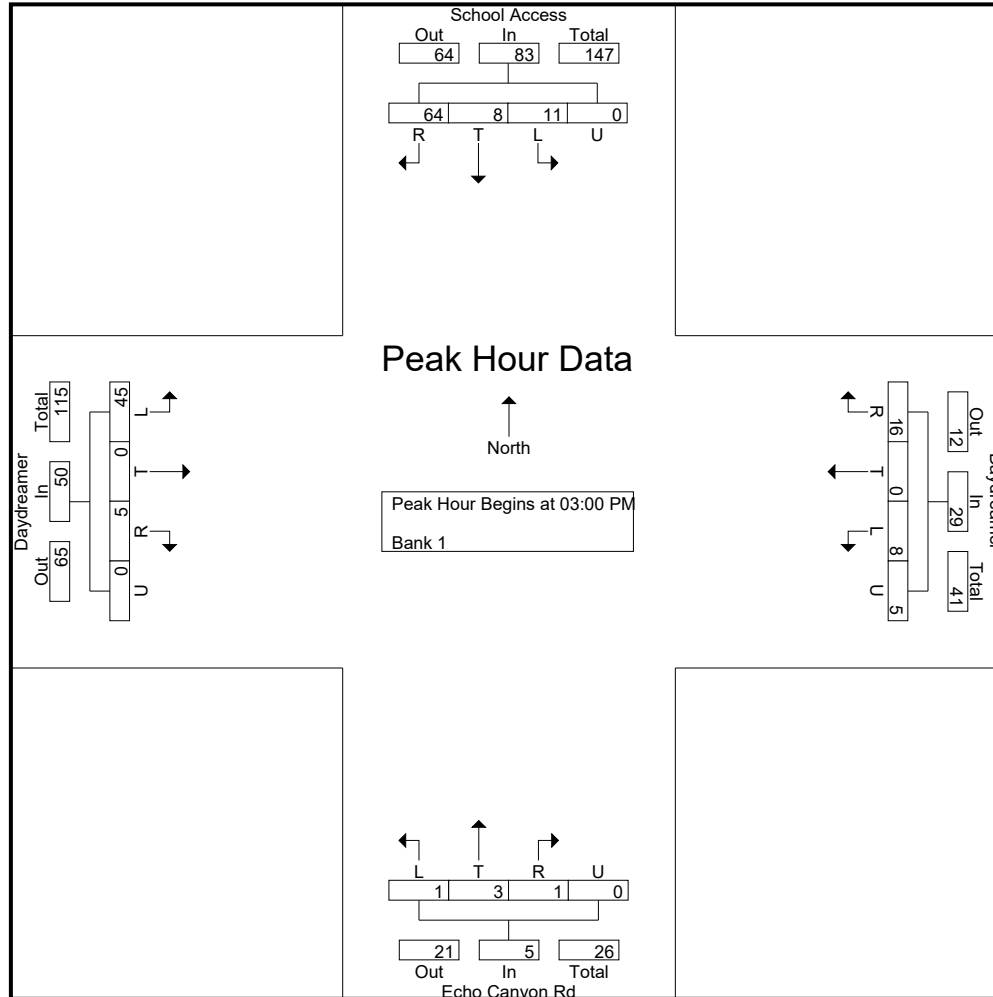 School Access
Out In Total
64 83 147
64 8 11 0
R T L U
Peak Hour Data
North
Peak Hour Begins at 03:00 PM
Bank 1
Daydreamer
Total In Out
115 50 65
45 0 5 0
L T R U
R T L U
16 0 8 5
Out In Total
12 29 41
L T R U
1 3 1 0
21 5 26
Out In Total
Echo Canyon Rd